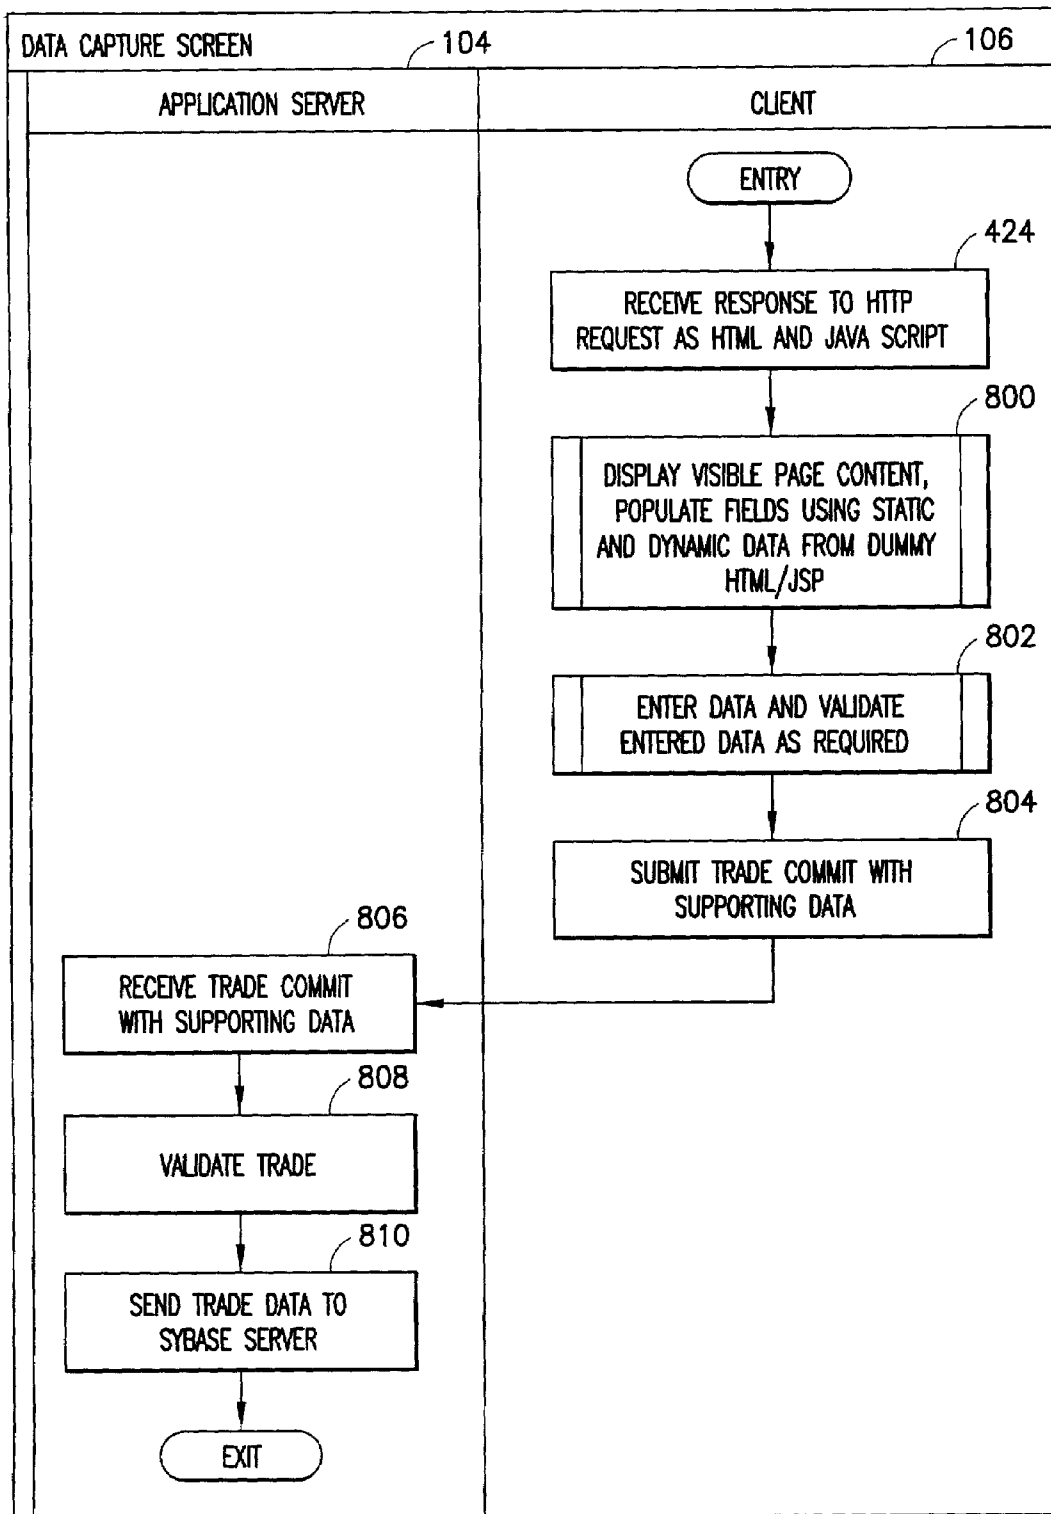 DATA CAPTURE SCREEN
104
106
APPLICATION SERVER
CLIENT
ENTRY
424
RECEIVE RESPONSE TO HTTP
REQUEST AS HTML AND JAVA SCRIPT
800
DISPLAY VISIBLE PAGE CONTENT,
POPULATE FIELDS USING STATIC
AND DYNAMIC DATA FROM DUMMY
HTML/JSP
802
ENTER DATA AND VALIDATE
ENTERED DATA AS REQUIRED
804
SUBMIT TRADE COMMIT WITH
SUPPORTING DATA
806
RECEIVE TRADE COMMIT
WITH SUPPORTING DATA
808
VALIDATE TRADE
810
SEND TRADE DATA TO
SYBASE SERVER
EXIT